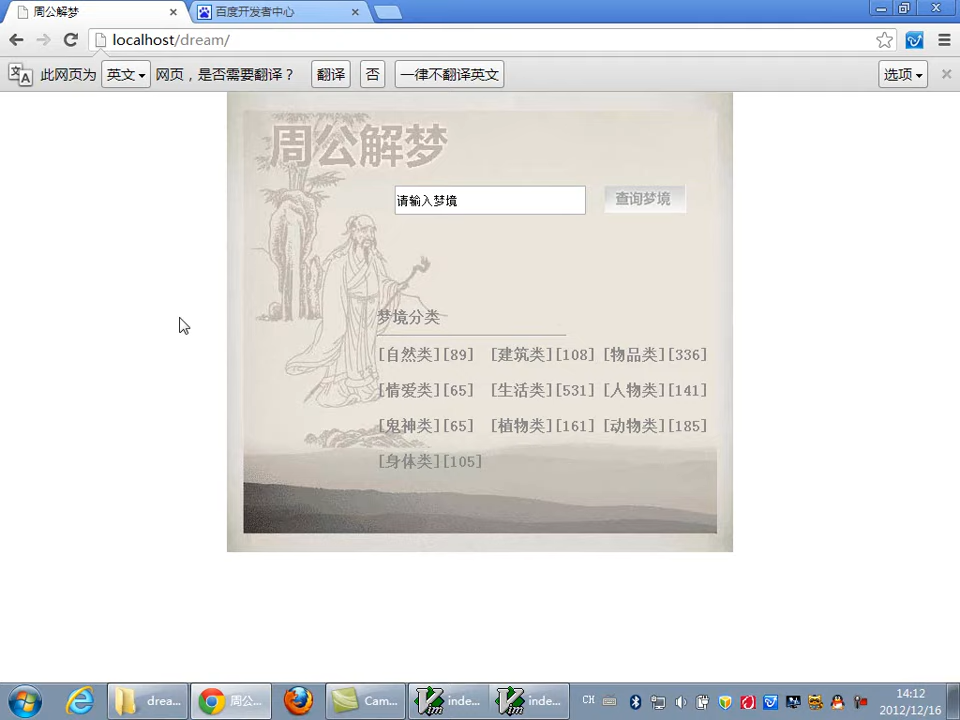 周公解梦
百度开发者中心
localhost/dream/
此网页为 英文 网页，是否需要翻译？ 翻译 否 一律不翻译英文 选项
周公解梦
请输入梦境 查询梦境
梦境分类
[自然类][89] [建筑类][108] [物品类][336]
[情爱类][65] [生活类][531] [人物类][141]
[鬼神类][65] [植物类][161] [动物类][185]
[身体类][105]
drea... 周公... Cam... inde... inde... CH 14:12
2012/12/16